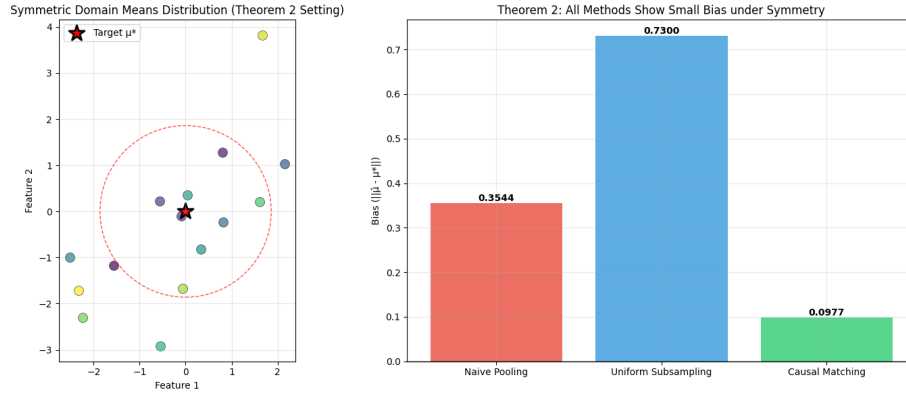 Symmetric Domain Means Distribution (Theorem 2 Setting)
Target μ*
4
3
2
1
0
−1
−2
−3
−2
−1
0
1
2
Feature 1
Feature 2
Theorem 2: All Methods Show Small Bias under Symmetry
0.7
0.6
0.5
0.4
0.3
0.2
0.1
0.0
Bias (||μ̂ - μ*||)
0.3544
0.7300
0.0977
Naive Pooling
Uniform Subsampling
Causal Matching